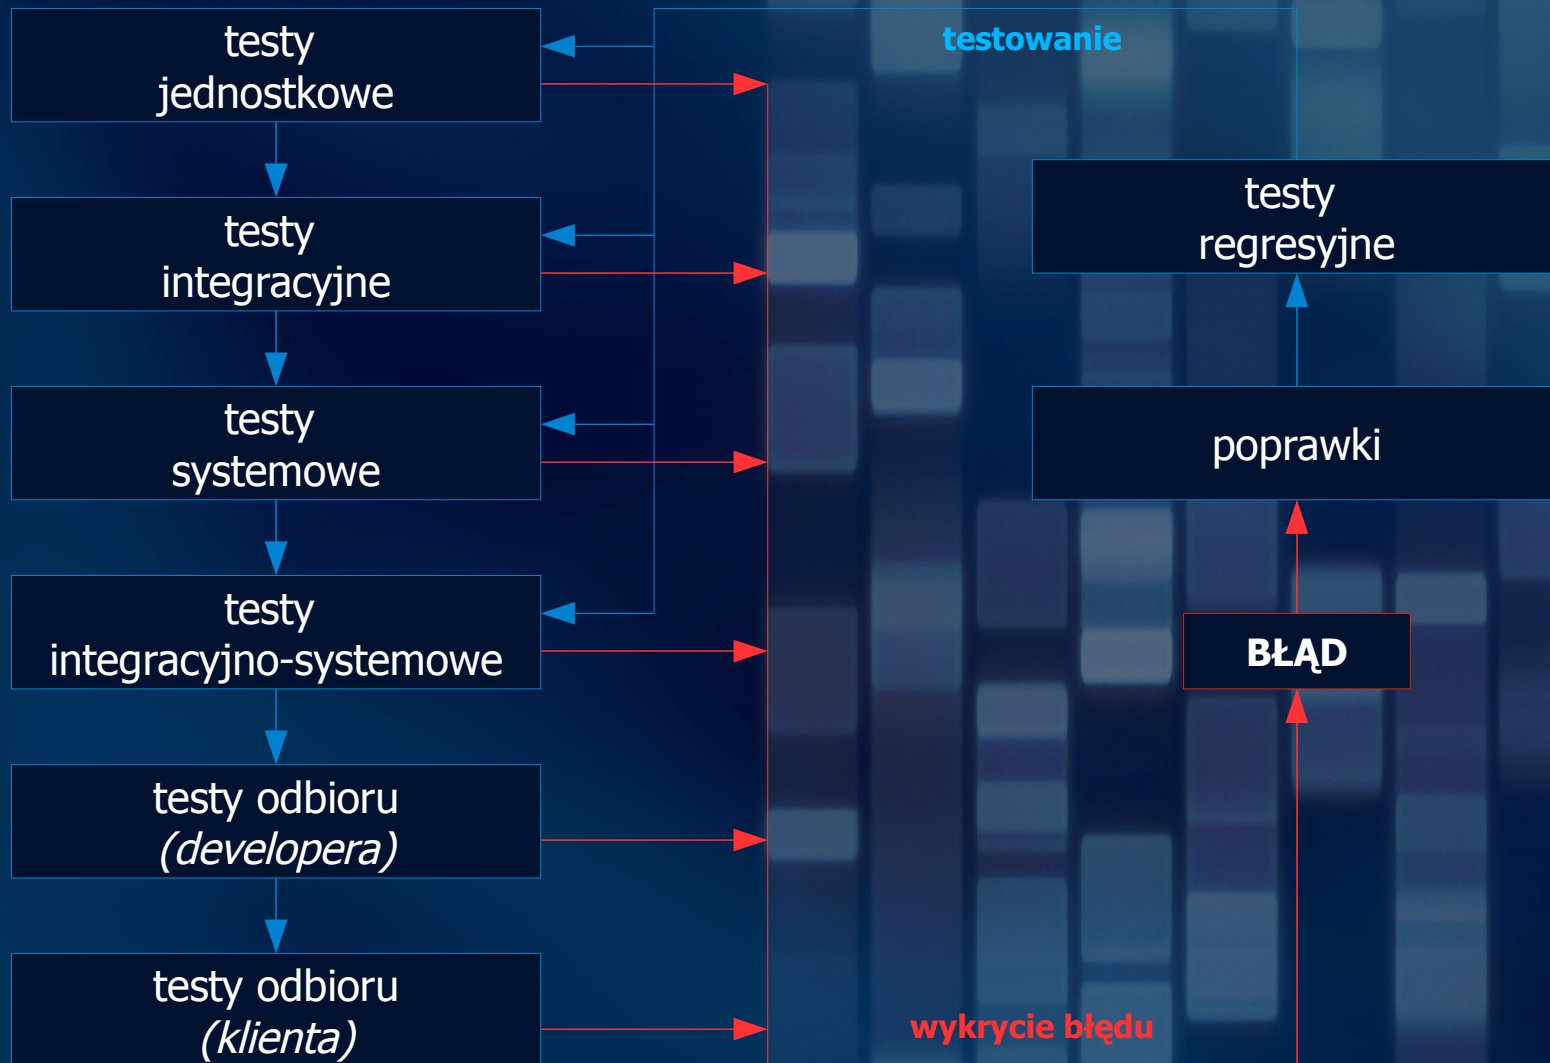 testy
jednostkowe
testowanie
testy
integracyjne
testy
regresyjne
testy
systemowe
poprawki
testy
integracyjno-systemowe
BŁĄD
testy odbioru
(developera)
testy odbioru
(klienta)
wykrycie błędu